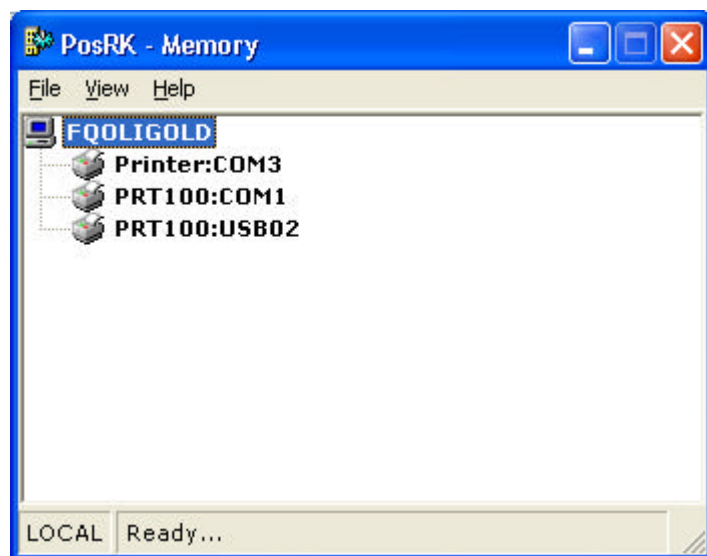 PosRK - Memory
File View Help
FQOLIGOLD
Printer:COM3
PRT100:COM1
PRT100:USB02
LOCAL Ready...